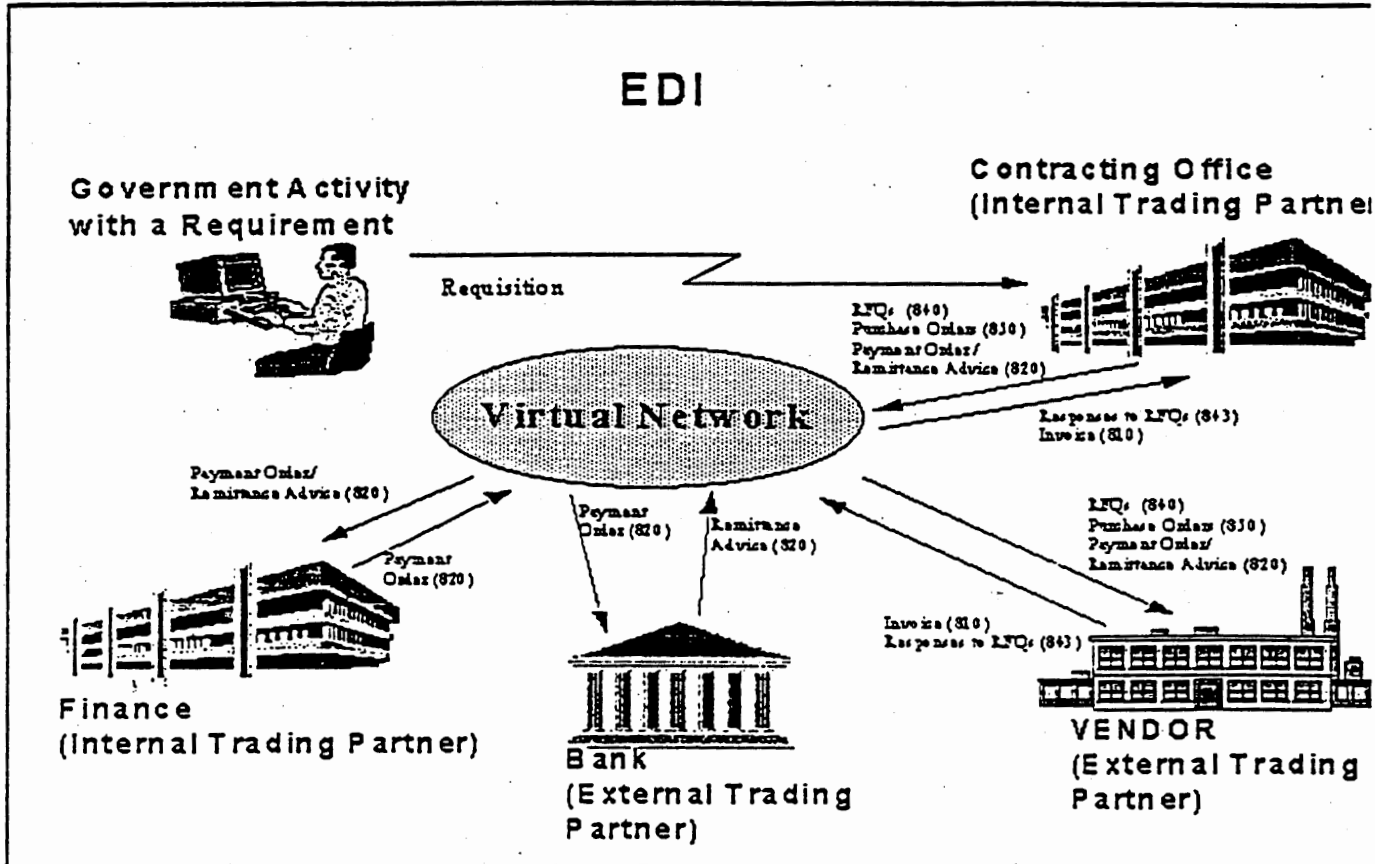 EDI
Government Activity
with a Requirement
Contracting Office
(Internal Trading Partner
Requisition
RFQs (840)
Purchase Orders (850)
Payment Order/
Remittance Advice (820)
Virtual Network
Responses to RFQs (843)
Invoice (810)
Payment Order/
Remittance Advice (820)
Payment
Order (820)
Remittance
Advice (820)
RFQs (840)
Purchase Orders (850)
Payment Order/
Remittance Advice (820)
Payment
Order (820)
Invoice (810)
Responses to RFQs (843)
Finance
(Internal Trading Partner)
Bank
(External Trading
Partner)
VENDOR
(External Trading
Partner)